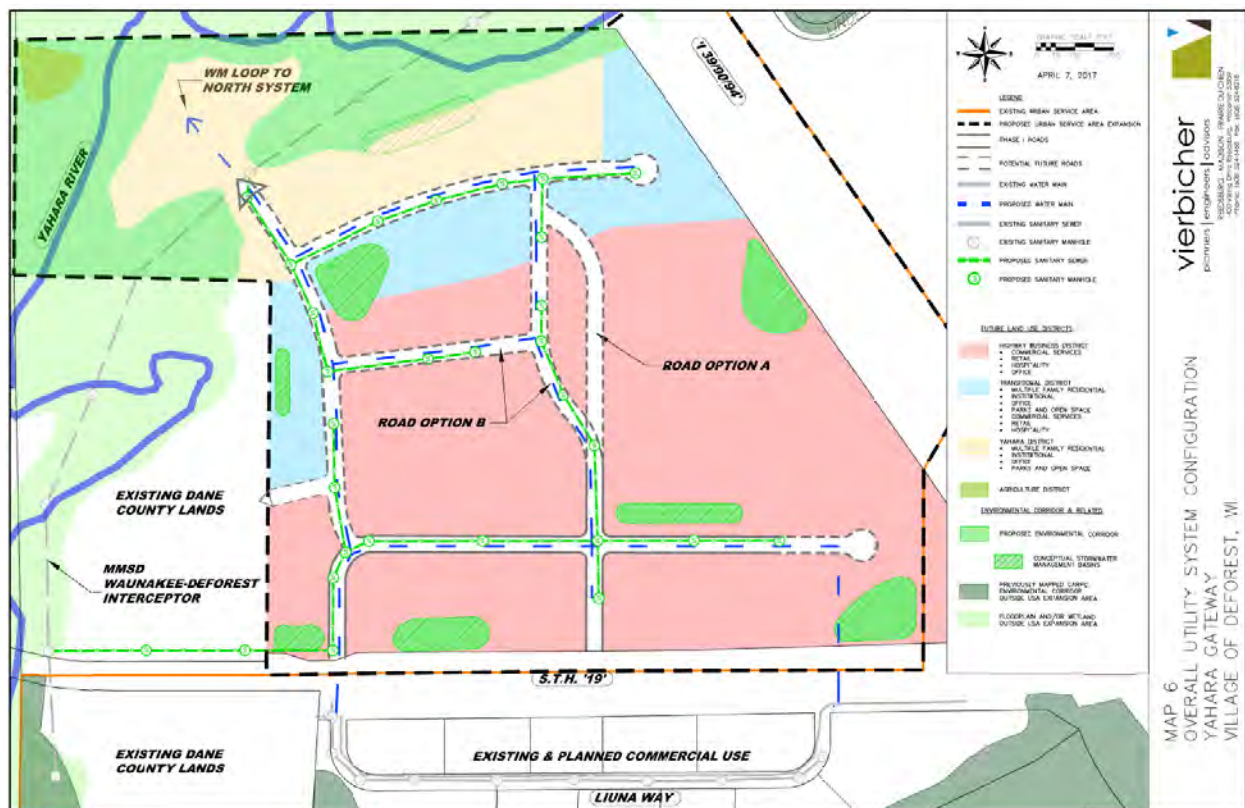 WM LOOP TO
NORTH SYSTEM
YAHARA RIVER
'I 39/90/94'
ROAD OPTION A
ROAD OPTION B
EXISTING DANE
COUNTY LANDS
MMSD
WAUNAKEE-DEFOREST
INTERCEPTOR
S.T.H. '19'
EXISTING DANE
COUNTY LANDS
EXISTING & PLANNED COMMERCIAL USE
LIUNA WAY
GRAPHIC SCALE FEET
APRIL 7, 2017
LEGEND
EXISTING URBAN SERVICE AREA
PROPOSED URBAN SERVICE AREA EXPANSION
PHASE I ROADS
POTENTIAL FUTURE ROADS
EXISTING WATER MAIN
PROPOSED WATER MAIN
EXISTING SANITARY SEWER
EXISTING SANITARY MANHOLE
PROPOSED SANITARY SEWER
PROPOSED SANITARY MANHOLE
FUTURE LAND USE DISTRICTS
HIGHWAY BUSINESS DISTRICT
• COMMERCIAL SERVICES
• RETAIL
• HOSPITALITY
• OFFICE
TRANSITIONAL DISTRICT
• MULTIPLE FAMILY RESIDENTIAL
• INSTITUTIONAL
• OFFICE
• PARKS AND OPEN SPACE
• COMMERCIAL SERVICES
• RETAIL
• HOSPITALITY
YAHARA DISTRICT
• MULTIPLE FAMILY RESIDENTIAL
• INSTITUTIONAL
• OFFICE
• PARKS AND OPEN SPACE
AGRICULTURE DISTRICT
ENVIRONMENTAL CORRIDOR & RELATED
PROPOSED ENVIRONMENTAL CORRIDOR
CONCEPTUAL STORMWATER
MANAGEMENT BASINS
PREVIOUSLY MAPPED CARPC
ENVIRONMENTAL CORRIDOR
OUTSIDE USA EXPANSION AREA
FLOODPLAIN AND/OR WETLAND
OUTSIDE USA EXPANSION AREA
vierbicher
planners | engineers | advisors
REEDSBURG - MADISON - PRAIRIE DU CHIEN
MAP 6
OVERALL UTILITY SYSTEM CONFIGURATION
YAHARA GATEWAY
VILLAGE OF DEFOREST, WI